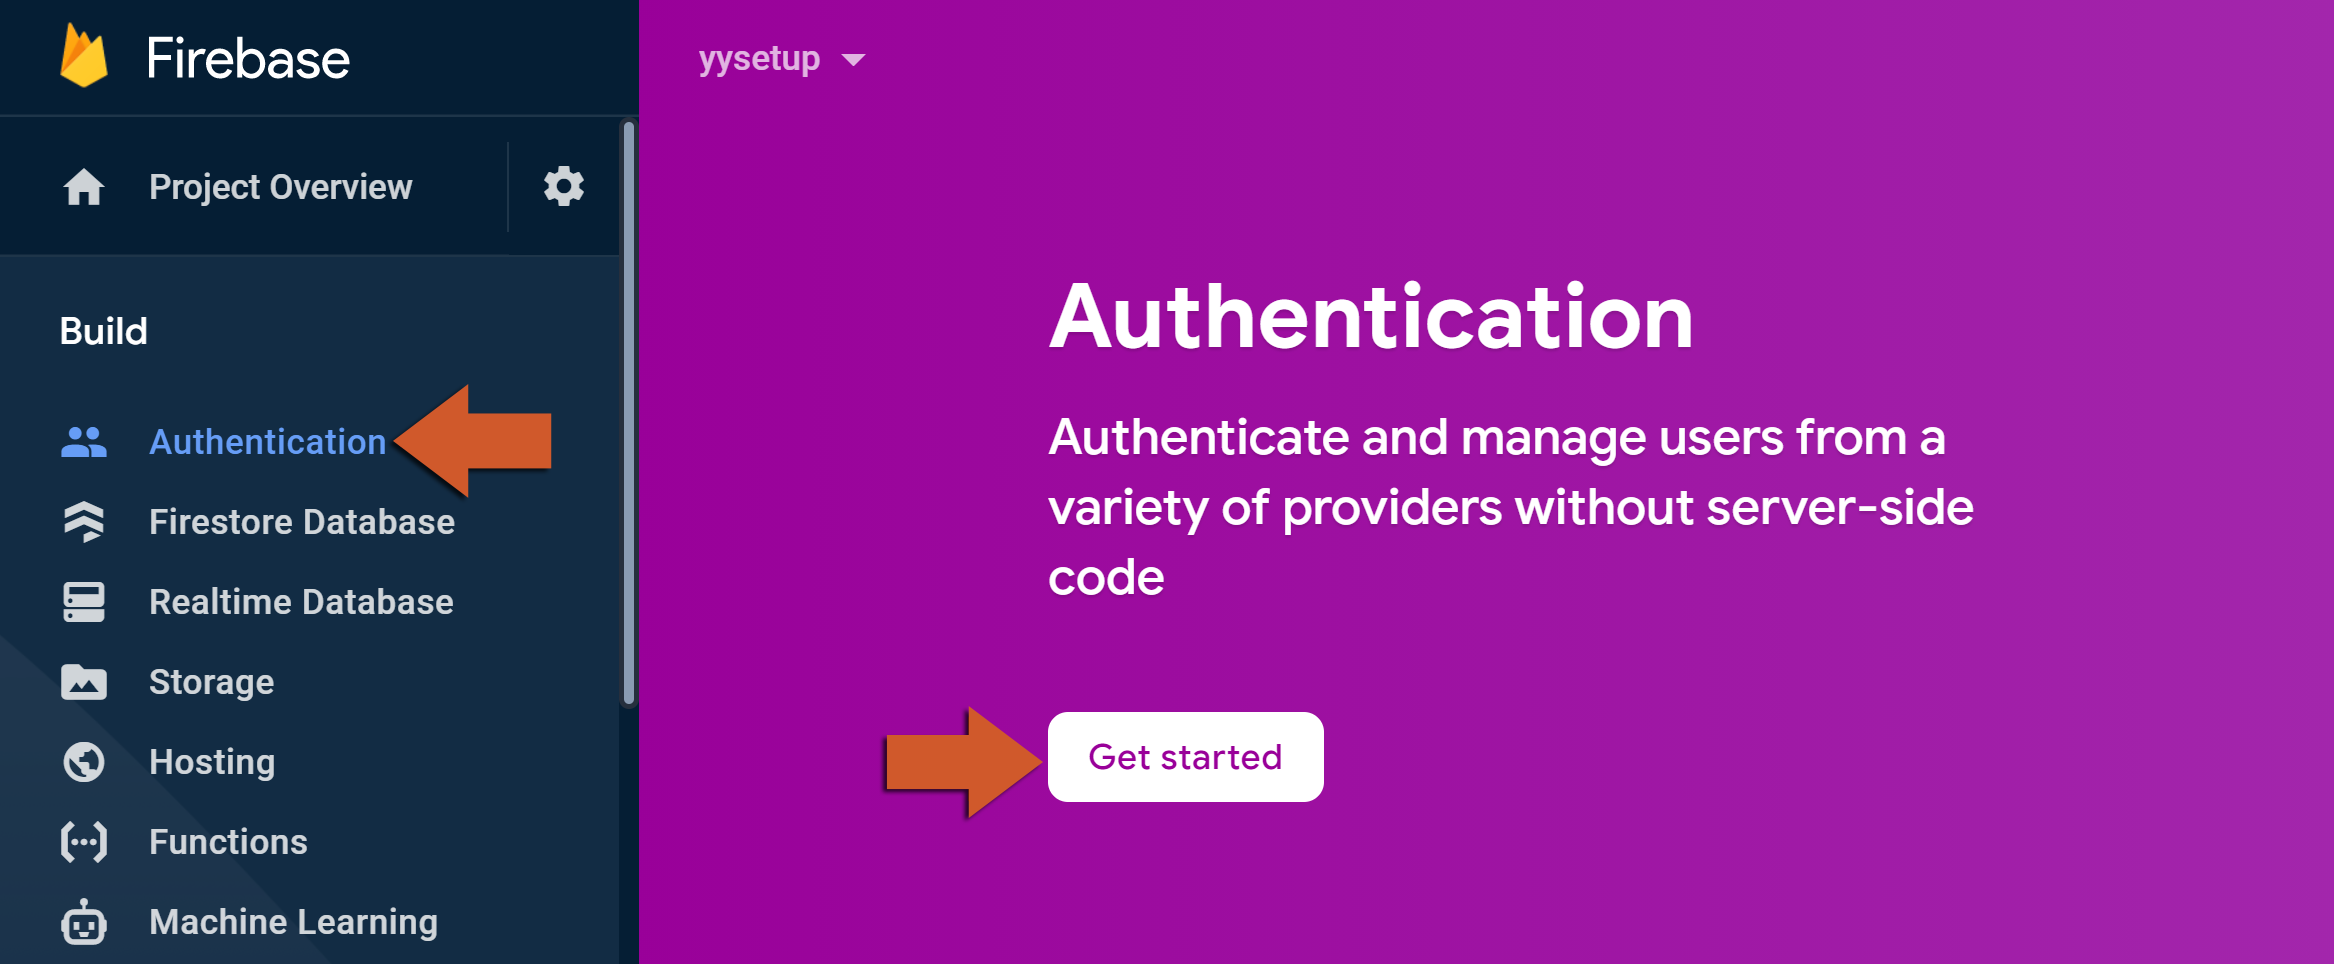 Firebase
Project Overview
Build
Authentication
Firestore Database
Realtime Database
Storage
Hosting
Functions
Machine Learning
yysetup
Authentication
Authenticate and manage users from a
variety of providers without server-side
code
Get started